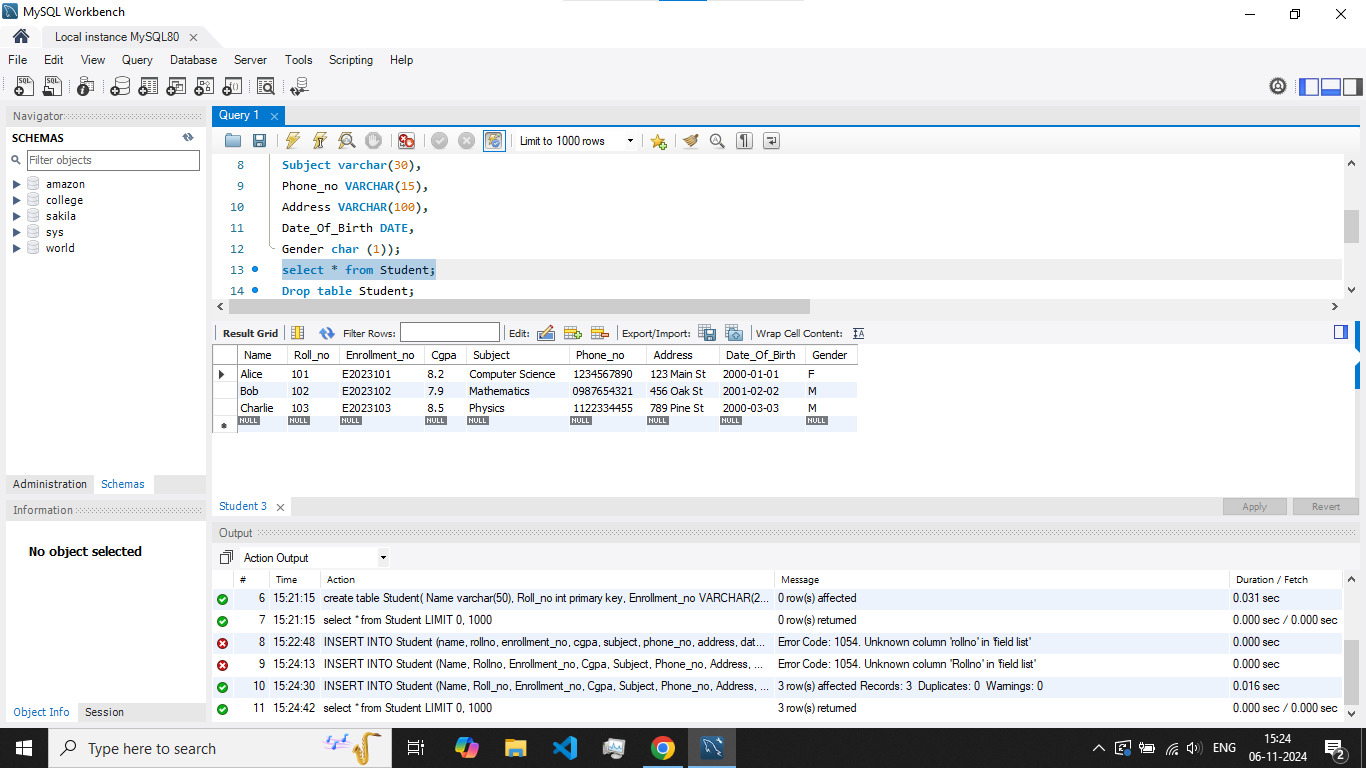 MySQL Workbench
Local instance MySQL80
File Edit View Query Database Server Tools Scripting Help
Navigator
SCHEMAS
Filter objects
amazon
college
sakila
sys
world
Administration Schemas
Information
No object selected
Object Info Session
Query 1
Limit to 1000 rows
8 Subject varchar(30),
9 Phone_no VARCHAR(15),
10 Address VARCHAR(100),
11 Date_Of_Birth DATE,
12 Gender char (1));
13 select * from Student;
14 Drop table Student;
Result Grid Filter Rows: Edit: Export/Import: Wrap Cell Content:
Name Roll_no Enrollment_no Cgpa Subject Phone_no Address Date_Of_Birth Gender
Alice 101 E2023101 8.2 Computer Science 1234567890 123 Main St 2000-01-01 F
Bob 102 E2023102 7.9 Mathematics 0987654321 456 Oak St 2001-02-02 M
Charlie 103 E2023103 8.5 Physics 1122334455 789 Pine St 2000-03-03 M
NULL NULL NULL NULL NULL NULL NULL NULL NULL
Student 3 Apply Revert
Output
Action Output
# Time Action Message Duration / Fetch
6 15:21:15 create table Student( Name varchar(50), Roll_no int primary key, Enrollment_no VARCHAR(2... 0 row(s) affected 0.031 sec
7 15:21:15 select * from Student LIMIT 0, 1000 0 row(s) returned 0.000 sec / 0.000 sec
8 15:22:48 INSERT INTO Student (name, rollno, enrollment_no, cgpa, subject, phone_no, address, dat... Error Code: 1054. Unknown column 'rollno' in 'field list' 0.000 sec
9 15:24:13 INSERT INTO Student (Name, Rollno, Enrollment_no, Cgpa, Subject, Phone_no, Address, ... Error Code: 1054. Unknown column 'Rollno' in 'field list' 0.000 sec
10 15:24:30 INSERT INTO Student (Name, Roll_no, Enrollment_no, Cgpa, Subject, Phone_no, Address, ... 3 row(s) affected Records: 3 Duplicates: 0 Warnings: 0 0.016 sec
11 15:24:42 select * from Student LIMIT 0, 1000 3 row(s) returned 0.000 sec / 0.000 sec
Type here to search
ENG
15:24
06-11-2024
2